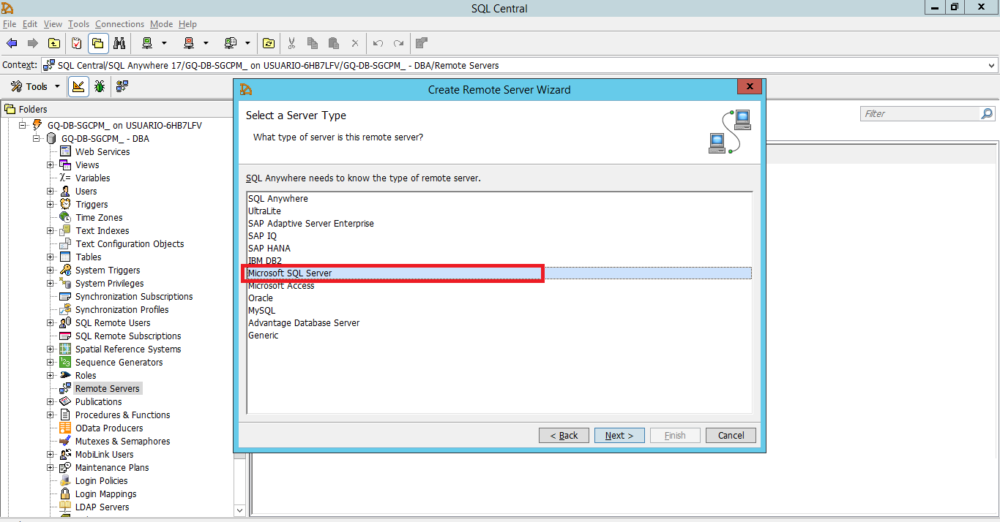 SQL Central
File Edit View Tools Connections Mode Help
Context: SQL Central/SQL Anywhere 17/GQ-DB-SGCPM_ on USUARIO-6HB7LFV/GQ-DB-SGCPM_ - DBA/Remote Servers
Tools
Folders
GQ-DB-SGCPM_ on USUARIO-6HB7LFV
GQ-DB-SGCPM_ - DBA
Web Services
Views
Variables
Users
Triggers
Time Zones
Text Indexes
Text Configuration Objects
Tables
System Triggers
System Privileges
Synchronization Subscriptions
Synchronization Profiles
SQL Remote Users
SQL Remote Subscriptions
Spatial Reference Systems
Sequence Generators
Roles
Remote Servers
Publications
Procedures & Functions
OData Producers
Mutexes & Semaphores
MobiLink Users
Maintenance Plans
Login Policies
Login Mappings
LDAP Servers
Filter
Create Remote Server Wizard
Select a Server Type
What type of server is this remote server?
SQL Anywhere needs to know the type of remote server.
SQL Anywhere
UltraLite
SAP Adaptive Server Enterprise
SAP IQ
SAP HANA
IBM DB2
Microsoft SQL Server
Microsoft Access
Oracle
MySQL
Advantage Database Server
Generic
< Back Next > Finish Cancel